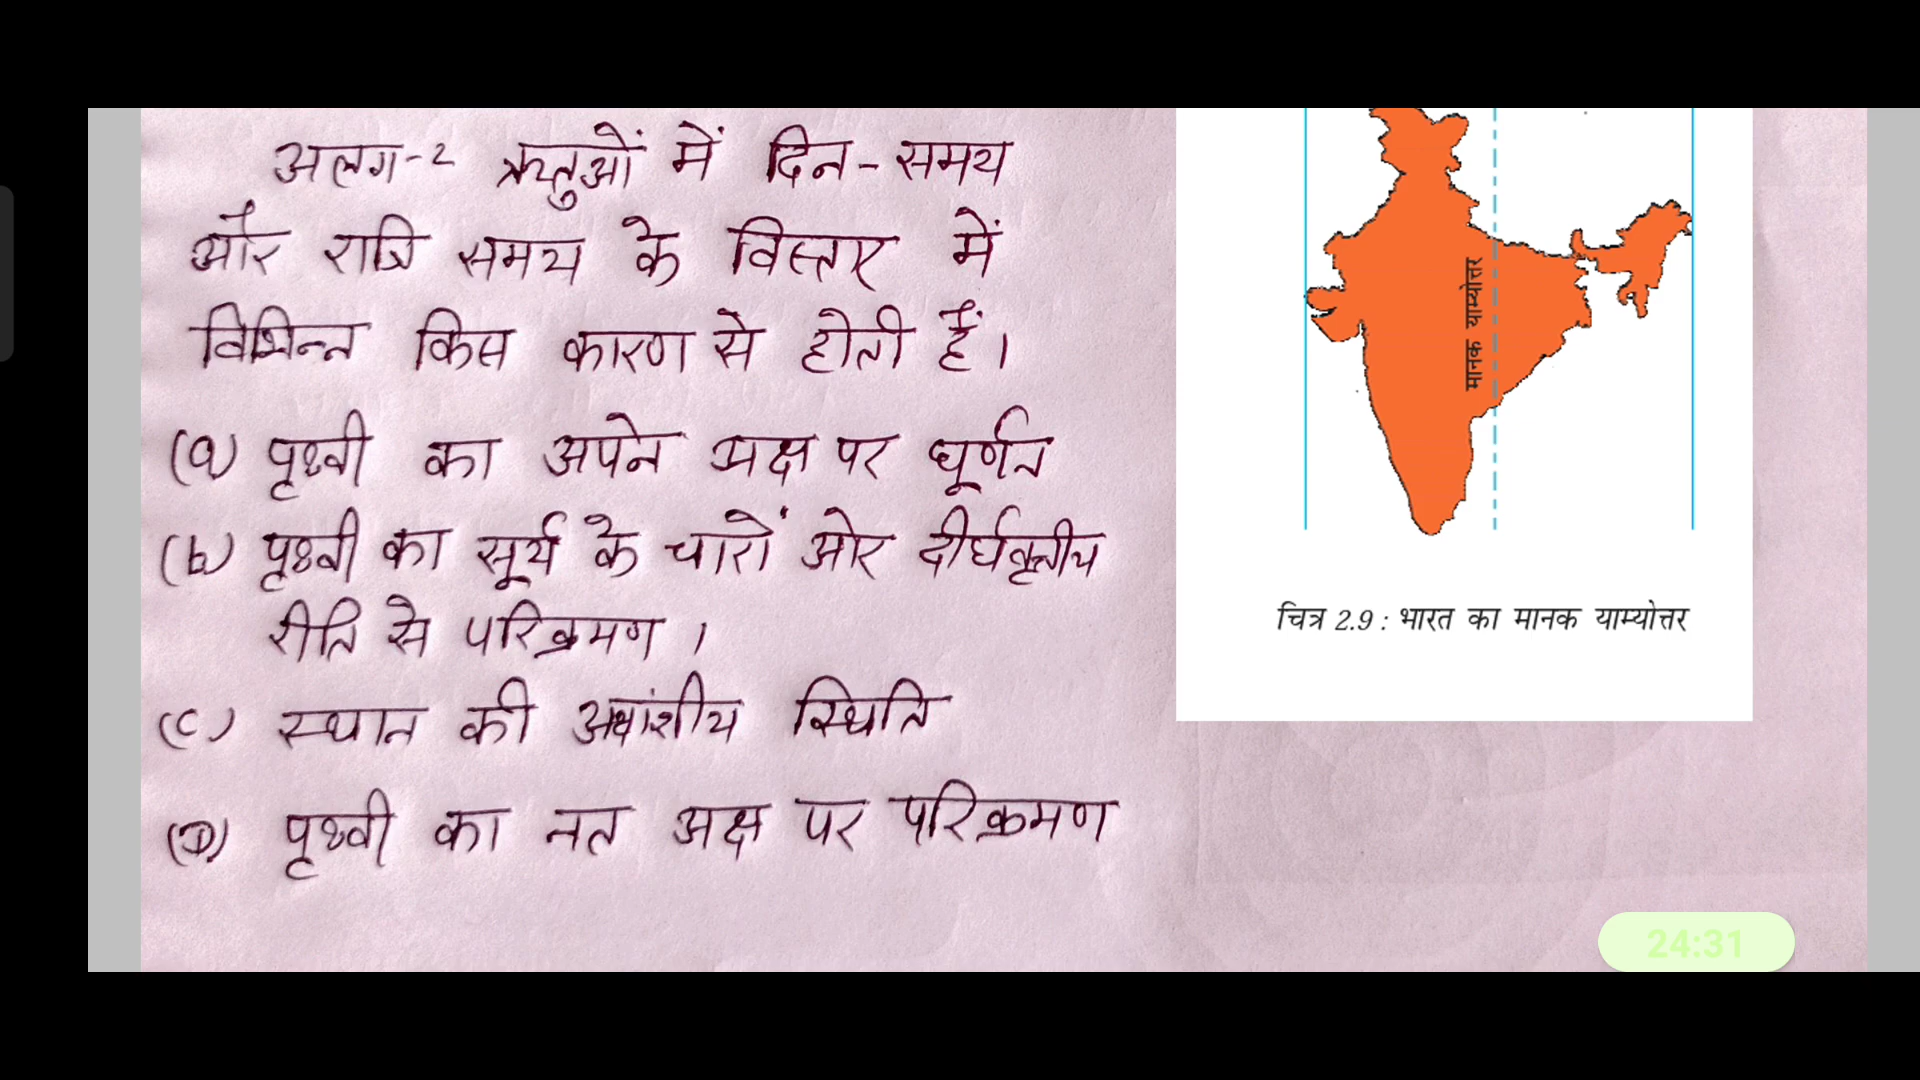 अलग-2 ऋतुओं में दिन-समय
और रात्रि समय के विस्तार में
विभिन्न किस कारण से होती हैं।
(a) पृथ्वी का अपने अक्ष पर घूर्णन
(b) पृथ्वी का सूर्य के चारों ओर दीर्घवृत्तीय
रीति से परिक्रमण ।
(c) स्थान की अक्षांशीय स्थिति
(D) पृथ्वी का नत अक्ष पर परिक्रमण
मानक याम्योत्तर
चित्र 2.9 : भारत का मानक याम्योत्तर
24:31